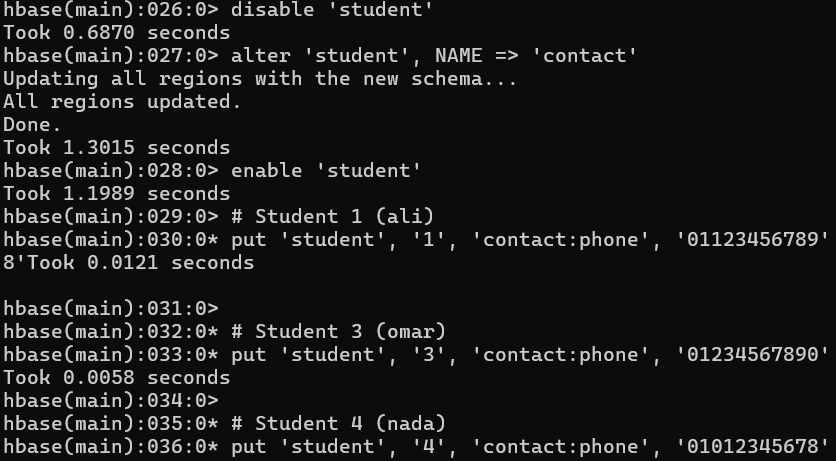 hbase(main):026:0> disable 'student'
Took 0.6870 seconds
hbase(main):027:0> alter 'student', NAME => 'contact'
Updating all regions with the new schema...
All regions updated.
Done.
Took 1.3015 seconds
hbase(main):028:0> enable 'student'
Took 1.1989 seconds
hbase(main):029:0> # Student 1 (ali)
hbase(main):030:0* put 'student', '1', 'contact:phone', '01123456789'
8'Took 0.0121 seconds
hbase(main):031:0>
hbase(main):032:0* # Student 3 (omar)
hbase(main):033:0* put 'student', '3', 'contact:phone', '01234567890'
Took 0.0058 seconds
hbase(main):034:0>
hbase(main):035:0* # Student 4 (nada)
hbase(main):036:0* put 'student', '4', 'contact:phone', '01012345678'